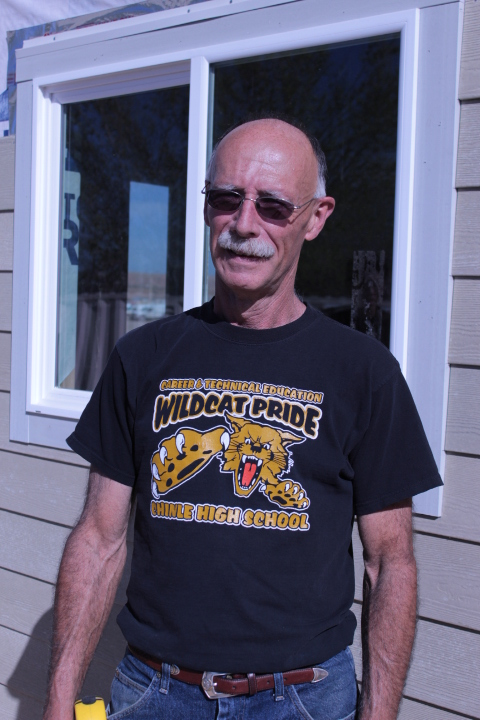 CAREER & TECHNICAL EDUCATION
WILDCAT PRIDE
CHINLE HIGH SCHOOL